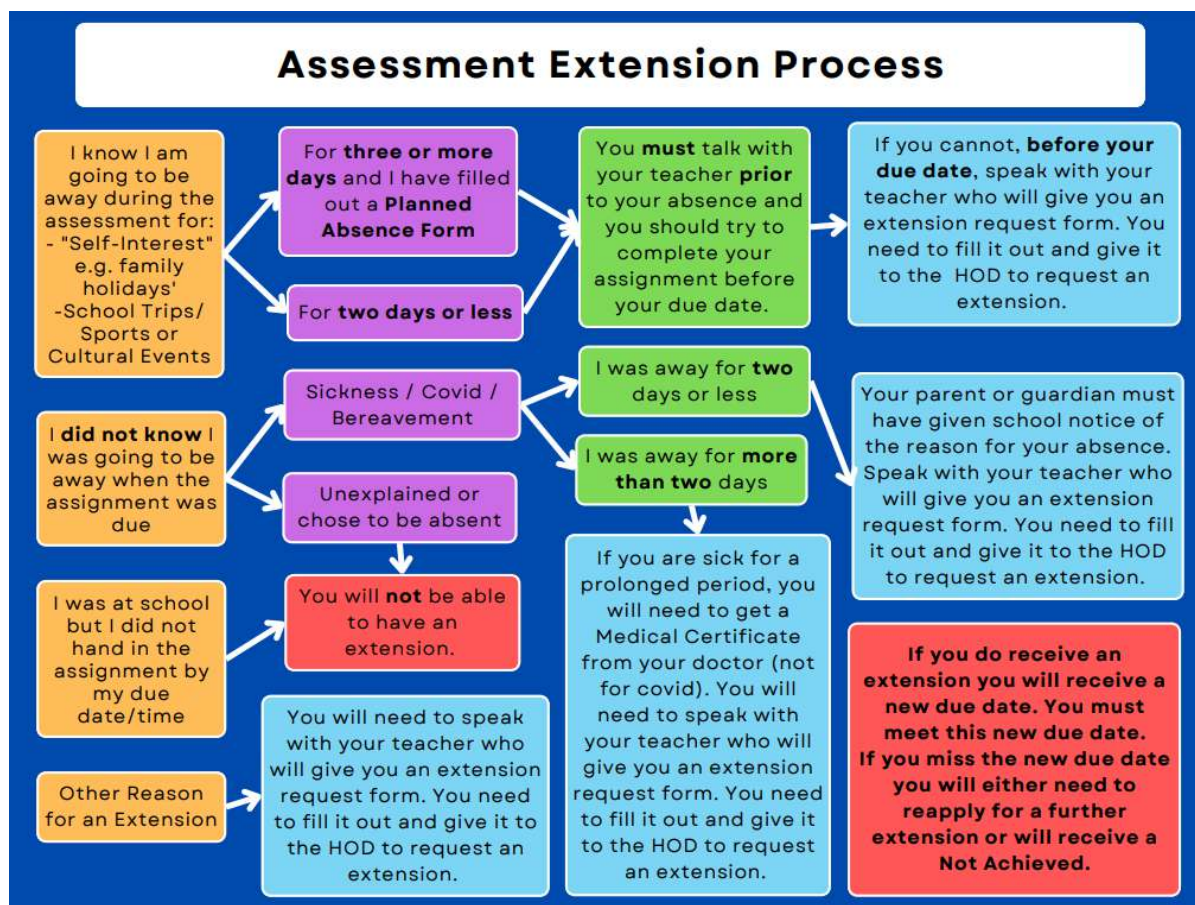 Assessment Extension Process
I know I am
going to be
away during the
assessment for:
- "Self-Interest"
e.g. family
holidays'
-School Trips/
Sports or
Cultural Events
For three or more
days and I have filled
out a Planned
Absence Form
For two days or less
You must talk with
your teacher prior
to your absence and
you should try to
complete your
assignment before
your due date.
If you cannot, before your
due date, speak with your
teacher who will give you an
extension request form. You
need to fill it out and give it
to the HOD to request an
extension.
I did not know I
was going to be
away when the
assignment was
due
Sickness / Covid /
Bereavement
Unexplained or
chose to be absent
I was away for two
days or less
I was away for more
than two days
Your parent or guardian must
have given school notice of
the reason for your absence.
Speak with your teacher who
will give you an extension
request form. You need to fill
it out and give it to the HOD
to request an extension.
I was at school
but I did not
hand in the
assignment by
my due
date/time
You will not be able
to have an
extension.
If you are sick for a
prolonged period, you
will need to get a
Medical Certificate
from your doctor (not
for covid). You will
need to speak with
your teacher who will
give you an extension
request form. You need
to fill it out and give it
to the HOD to request
an extension.
Other Reason
for an Extension
You will need to speak
with your teacher who
will give you an extension
request form. You need
to fill it out and give it to
the HOD to request an
extension.
If you do receive an
extension you will receive a
new due date. You must
meet this new due date.
If you miss the new due date
you will either need to
reapply for a further
extension or will receive a
Not Achieved.